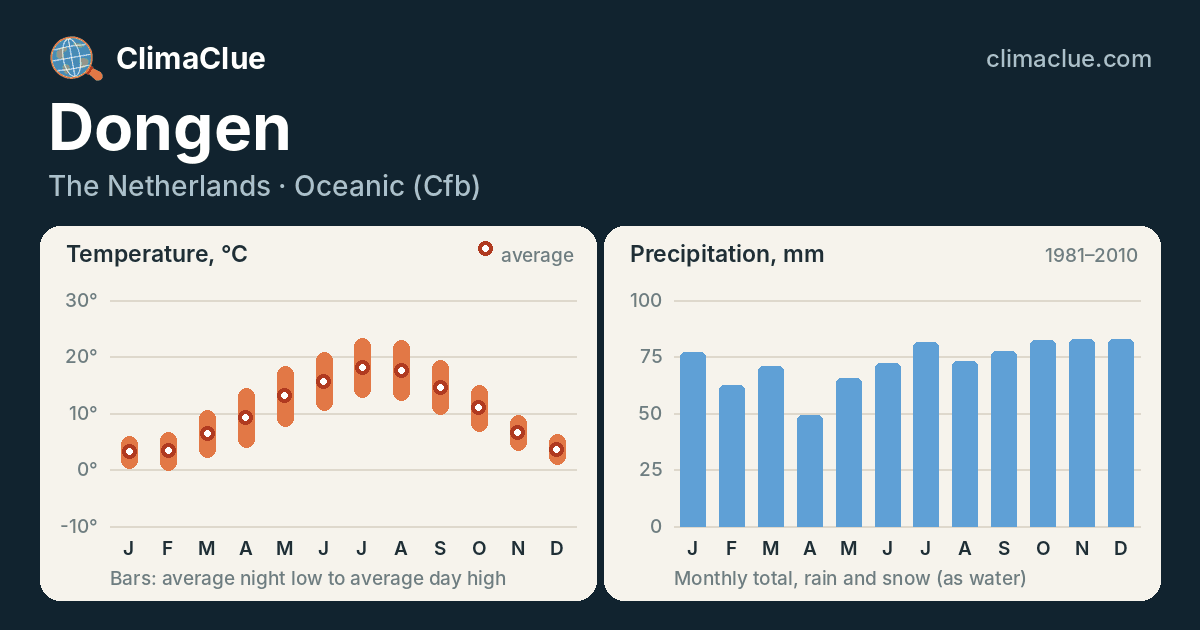 ClimaClue
climaclue.com
Dongen
The Netherlands · Oceanic (Cfb)
Temperature, °C
average
30°
20°
10°
0°
-10°
J F M A M J J A S O N D
Bars: average night low to average day high
Precipitation, mm
1981–2010
100
75
50
25
0
J F M A M J J A S O N D
Monthly total, rain and snow (as water)